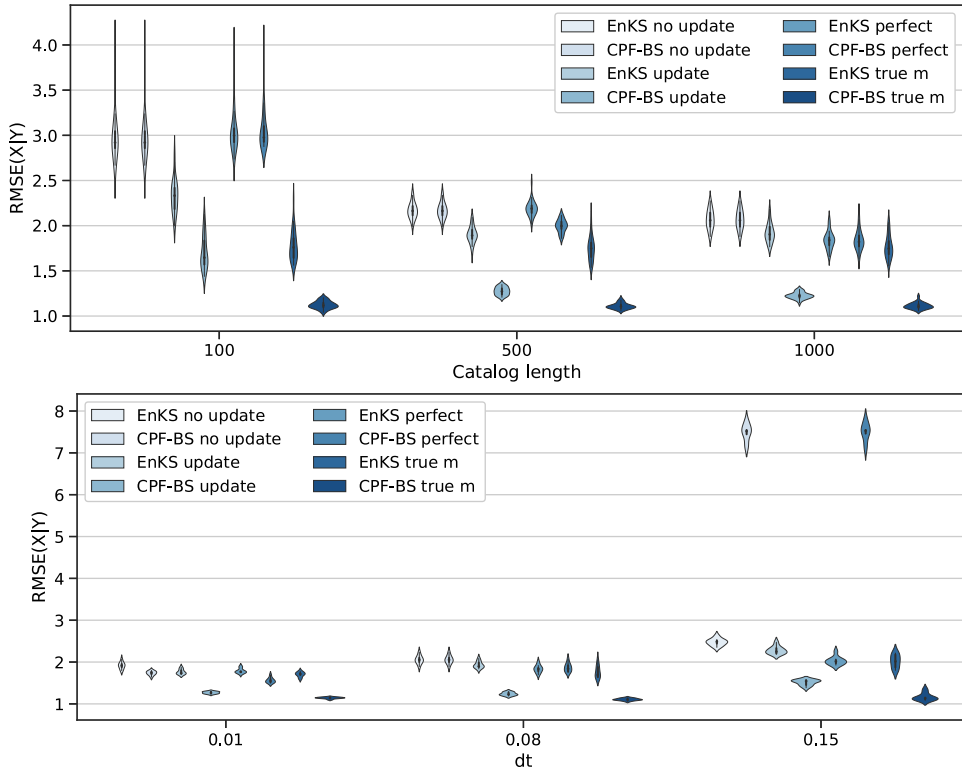 EnKS no update
CPF-BS no update
EnKS update
CPF-BS update
EnKS perfect
CPF-BS perfect
EnKS true m
CPF-BS true m
RMSE(X|Y)
4.0
3.5
3.0
2.5
2.0
1.5
1.0
100
500
1000
Catalog length
EnKS no update
CPF-BS no update
EnKS update
CPF-BS update
EnKS perfect
CPF-BS perfect
EnKS true m
CPF-BS true m
RMSE(X|Y)
8
7
6
5
4
3
2
1
0.01
0.08
0.15
dt